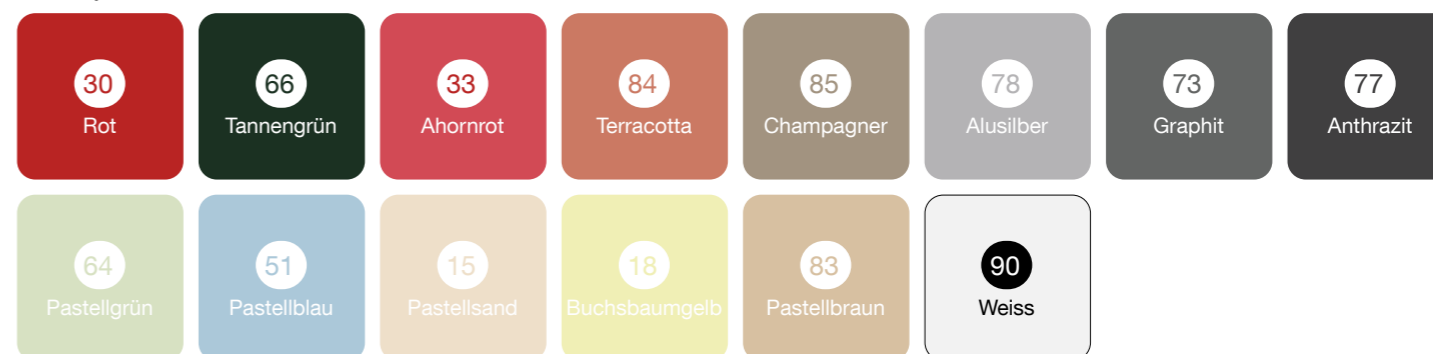 30
Rot
66
Tannengrün
33
Ahornrot
84
Terracotta
85
Champagner
78
Alusilber
73
Graphit
77
Anthrazit
64
Pastellgrün
51
Pastellblau
15
Pastellsand
18
Buchsbaumgelb
83
Pastellbraun
90
Weiss